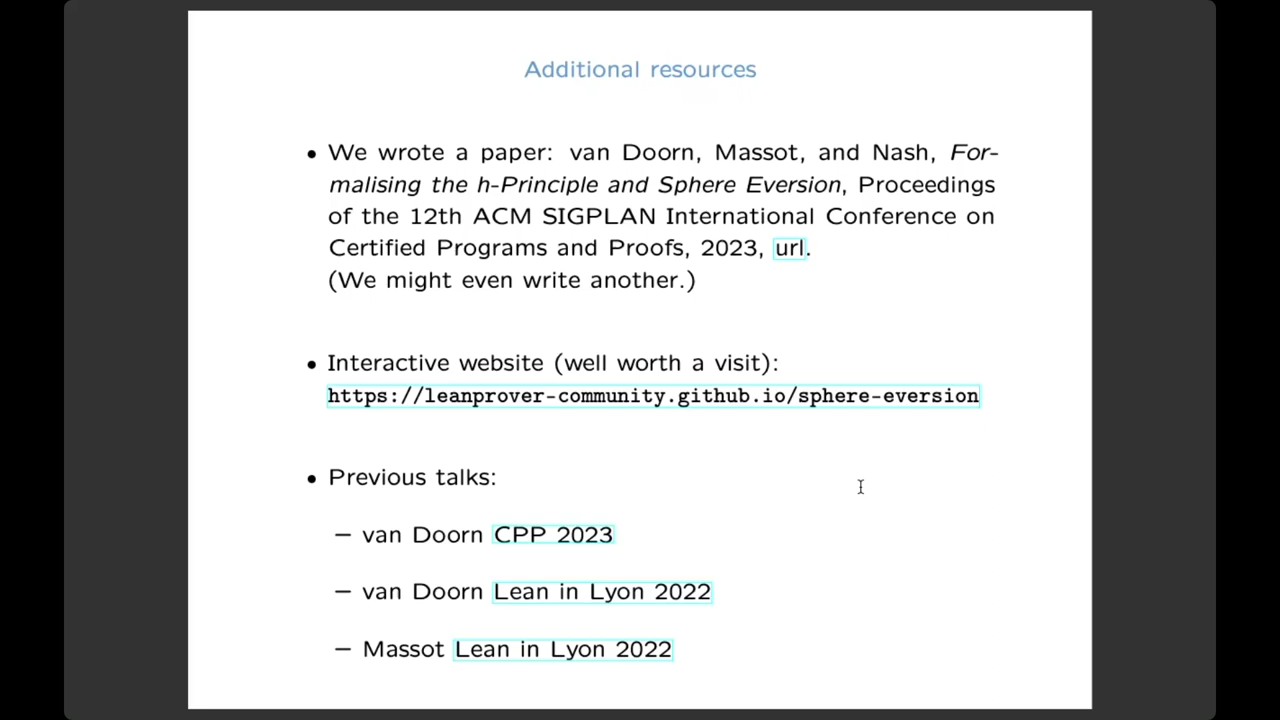 Additional resources
• We wrote a paper: van Doorn, Massot, and Nash, For-
malising the h-Principle and Sphere Eversion, Proceedings
of the 12th ACM SIGPLAN International Conference on
Certified Programs and Proofs, 2023, url.
(We might even write another.)
• Interactive website (well worth a visit):
https://leanprover-community.github.io/sphere-eversion
• Previous talks:
– van Doorn CPP 2023
– van Doorn Lean in Lyon 2022
– Massot Lean in Lyon 2022